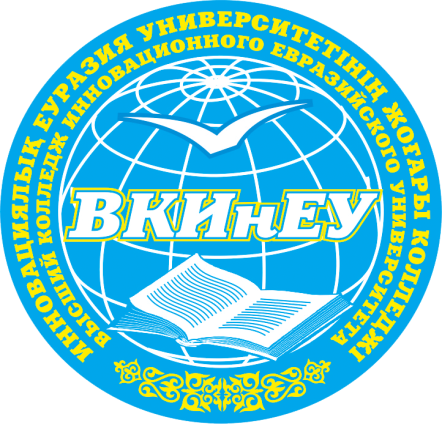 ИННОВАЦИЯЛЫҚ ЕУРАЗИЯ УНИВЕРСИТЕТІНІҢ ЖОҒАРЫ КОЛЛЕДЖІ
ВЫСШИЙ КОЛЛЕДЖ ИННОВАЦИОННОГО ЕВРАЗИЙСКОГО УНИВЕРСИТЕТА
ВКИнЕУ